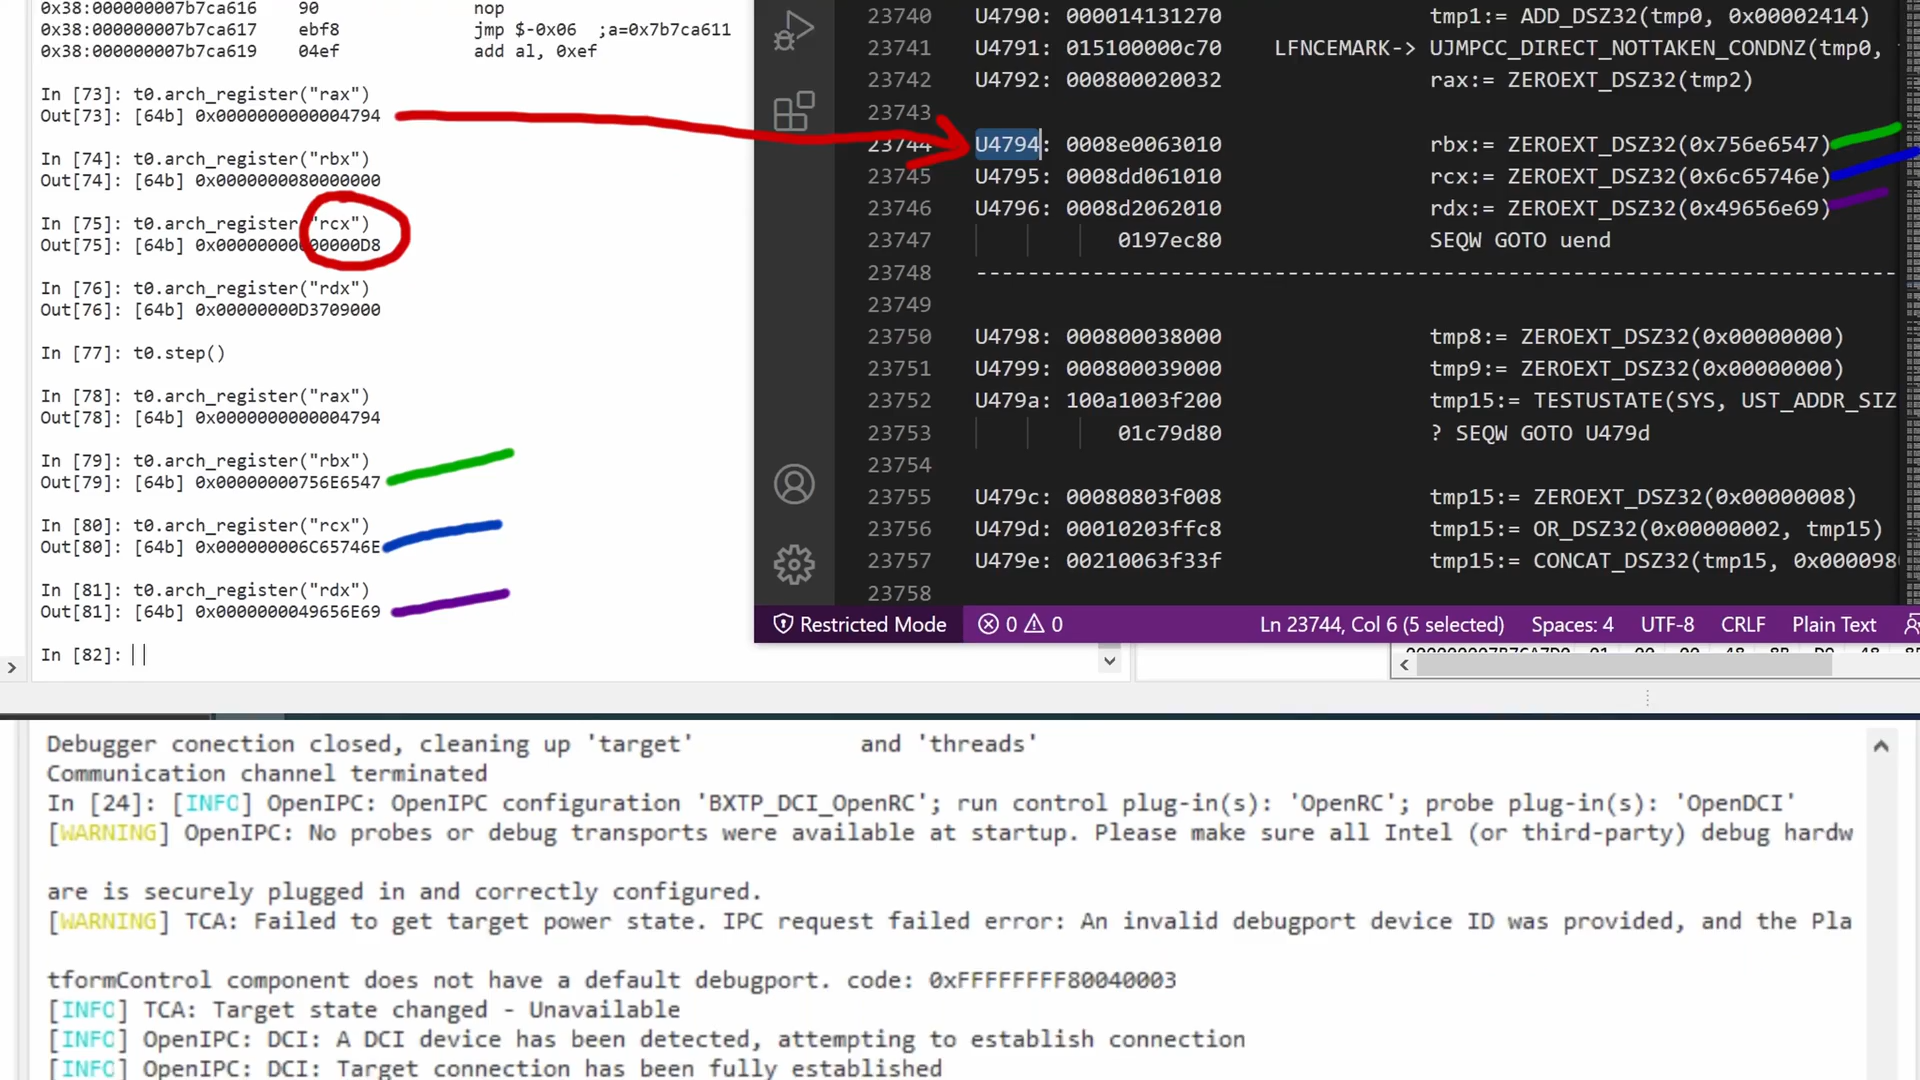 0x38:000000007b7ca616 90 nop
0x38:000000007b7ca617 ebf8 jmp $-0x06 ;a=0x7b7ca611
0x38:000000007b7ca619 04ef add al, 0xef
In [73]: t0.arch_register("rax")
Out[73]: [64b] 0x0000000000004794
In [74]: t0.arch_register("rbx")
Out[74]: [64b] 0x0000000080000000
In [75]: t0.arch_register("rcx")
Out[75]: [64b] 0x00000000000000D8
In [76]: t0.arch_register("rdx")
Out[76]: [64b] 0x00000000D3709000
In [77]: t0.step()
In [78]: t0.arch_register("rax")
Out[78]: [64b] 0x0000000000004794
In [79]: t0.arch_register("rbx")
Out[79]: [64b] 0x00000000756E6547
In [80]: t0.arch_register("rcx")
Out[80]: [64b] 0x000000006C65746E
In [81]: t0.arch_register("rdx")
Out[81]: [64b] 0x0000000049656E69
In [82]:
23740 U4790: 000014131270 tmp1:= ADD_DSZ32(tmp0, 0x00002414)
23741 U4791: 015100000c70 LFNCEMARK-> UJMPCC_DIRECT_NOTTAKEN_CONDNZ(tmp0,
23742 U4792: 000800020032 rax:= ZEROEXT_DSZ32(tmp2)
23743
23744 U4794: 0008e0063010 rbx:= ZEROEXT_DSZ32(0x756e6547)
23745 U4795: 0008dd061010 rcx:= ZEROEXT_DSZ32(0x6c65746e)
23746 U4796: 0008d2062010 rdx:= ZEROEXT_DSZ32(0x49656e69)
23747 0197ec80 SEQW GOTO uend
23748 ------------------------------------------------------------------------
23749
23750 U4798: 000800038000 tmp8:= ZEROEXT_DSZ32(0x00000000)
23751 U4799: 000800039000 tmp9:= ZEROEXT_DSZ32(0x00000000)
23752 U479a: 100a1003f200 tmp15:= TESTUSTATE(SYS, UST_ADDR_SIZ
23753 01c79d80 ? SEQW GOTO U479d
23754
23755 U479c: 00080803f008 tmp15:= ZEROEXT_DSZ32(0x00000008)
23756 U479d: 00010203ffc8 tmp15:= OR_DSZ32(0x00000002, tmp15)
23757 U479e: 00210063f33f tmp15:= CONCAT_DSZ32(tmp15, 0x000098
23758
Restricted Mode 0 0 Ln 23744, Col 6 (5 selected) Spaces: 4 UTF-8 CRLF Plain Text
Debugger conection closed, cleaning up 'target' and 'threads'
Communication channel terminated
In [24]: [INFO] OpenIPC: OpenIPC configuration 'BXTP_DCI_OpenRC'; run control plug-in(s): 'OpenRC'; probe plug-in(s): 'OpenDCI'
[WARNING] OpenIPC: No probes or debug transports were available at startup. Please make sure all Intel (or third-party) debug hardw
are is securely plugged in and correctly configured.
[WARNING] TCA: Failed to get target power state. IPC request failed error: An invalid debugport device ID was provided, and the Pla
tformControl component does not have a default debugport. code: 0xFFFFFFFF80040003
[INFO] TCA: Target state changed - Unavailable
[INFO] OpenIPC: DCI: A DCI device has been detected, attempting to establish connection
[INFO] OpenIPC: DCI: Target connection has been fully established